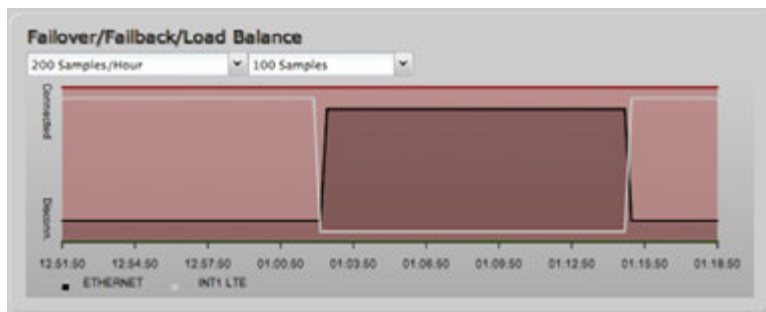 Failover/Failback/Load Balance
200 Samples/Hour 100 Samples
Connected
Disconn.
12:51:50 12:54:50 12:57:50 01:00:50 01:03:50 01:06:50 01:09:50 01:12:50 01:15:50 01:18:50
ETHERNET INT1 LTE